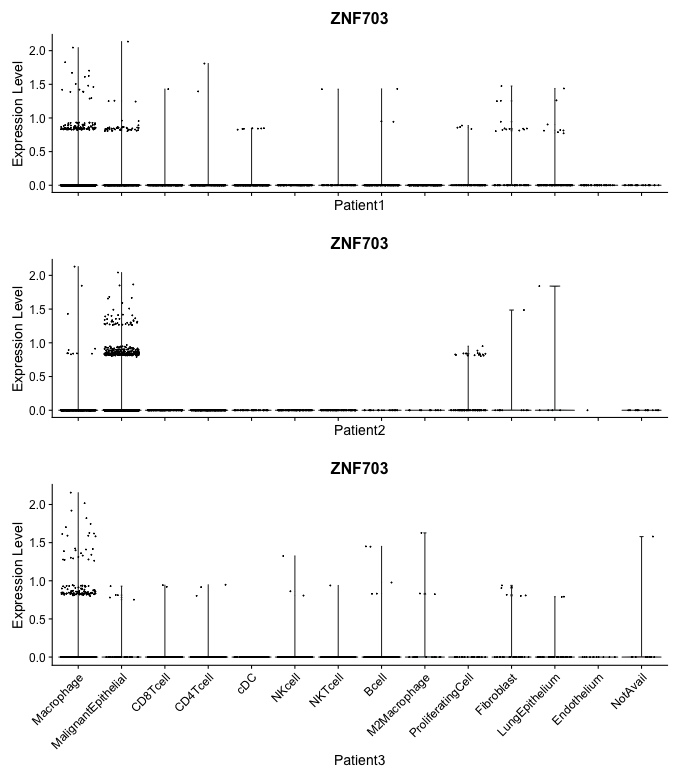 ZNF703
Expression Level
2.0
1.5
1.0
0.5
0.0
Patient1
ZNF703
Expression Level
2.0
1.5
1.0
0.5
0.0
Patient2
ZNF703
Expression Level
2.0
1.5
1.0
0.5
0.0
Macrophage
MalignantEpithelial
CD8Tcell
CD4Tcell
cDC
NKcell
NKTcell
Bcell
M2Macrophage
ProliferatingCell
Fibroblast
LungEpithelium
Endothelium
NotAvail
Patient3